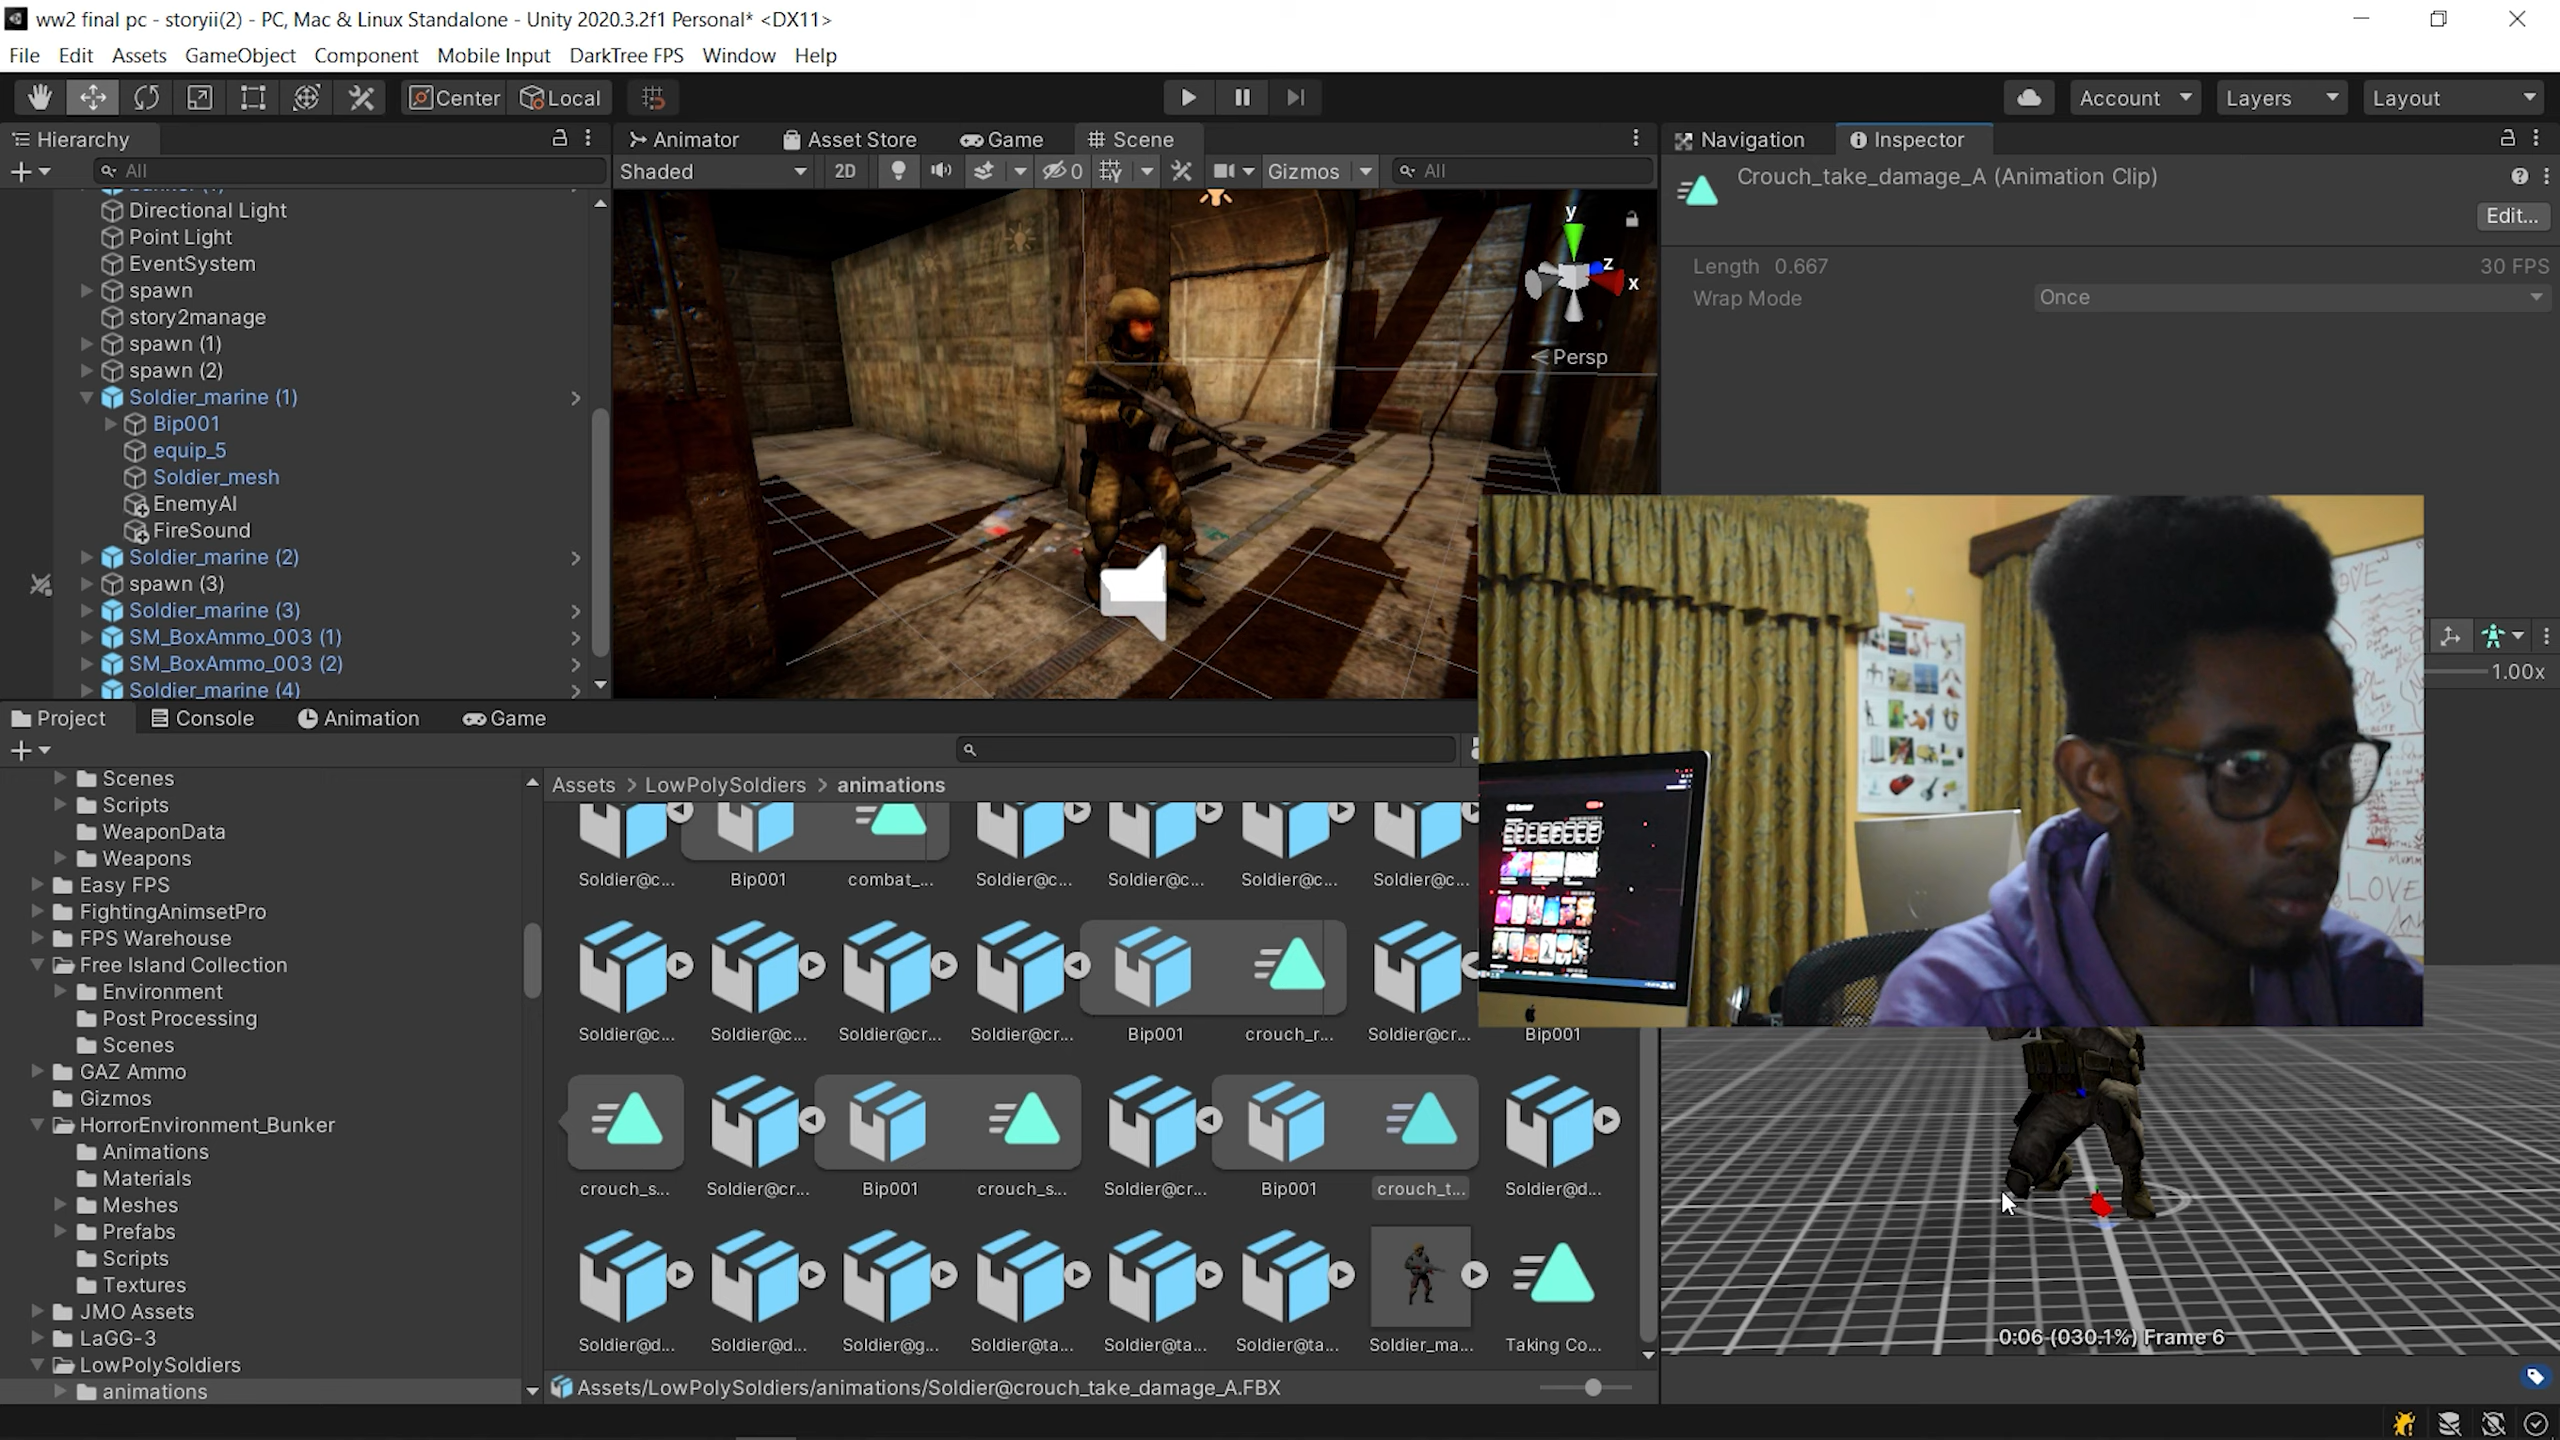 ww2 final pc - storyii(2) - PC, Mac & Linux Standalone - Unity 2020.3.2f1 Personal* <DX11>
File Edit Assets GameObject Component Mobile Input DarkTree FPS Window Help
Center Local Account Layers Layout
Hierarchy
All
Directional Light
Point Light
EventSystem
spawn
story2manage
spawn (1)
spawn (2)
Soldier_marine (1)
Bip001
equip_5
Soldier_mesh
EnemyAI
FireSound
Soldier_marine (2)
spawn (3)
Soldier_marine (3)
SM_BoxAmmo_003 (1)
SM_BoxAmmo_003 (2)
Soldier_marine (4)
Animator Asset Store Game Scene
Shaded 2D 0 Gizmos All
y
z
x
Persp
Navigation Inspector
Crouch_take_damage_A (Animation Clip)
Edit...
Length 0.667 30 FPS
Wrap Mode Once
1.00x
LOVE
Project Console Animation Game
Scenes
Scripts
WeaponData
Weapons
Easy FPS
FightingAnimsetPro
FPS Warehouse
Free Island Collection
Environment
Post Processing
Scenes
GAZ Ammo
Gizmos
HorrorEnvironment_Bunker
Animations
Materials
Meshes
Prefabs
Scripts
Textures
JMO Assets
LaGG-3
LowPolySoldiers
animations
Assets > LowPolySoldiers > animations
Soldier@c... Bip001 combat_... Soldier@c... Soldier@c... Soldier@c... Soldier@c...
Soldier@c... Soldier@c... Soldier@cr... Soldier@cr... Bip001 crouch_r... Soldier@cr... Bip001
crouch_s... Soldier@cr... Bip001 crouch_s... Soldier@cr... Bip001 crouch_t... Soldier@d...
Soldier@d... Soldier@d... Soldier@g... Soldier@ta... Soldier@ta... Soldier@ta... Soldier_ma... Taking Co...
Assets/LowPolySoldiers/animations/Soldier@crouch_take_damage_A.FBX
0:06 (030.1%) Frame 6